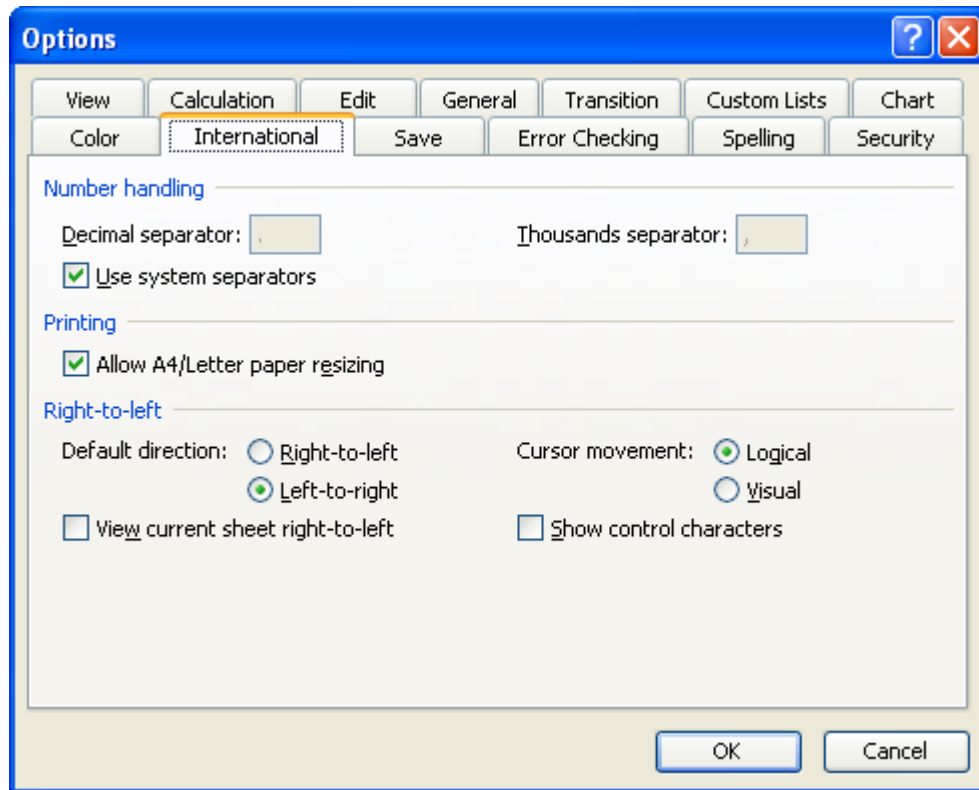 Options
View Calculation Edit General Transition Custom Lists Chart
Color International Save Error Checking Spelling Security
Number handling
Decimal separator: . Thousands separator: ,
Use system separators
Printing
Allow A4/Letter paper resizing
Right-to-left
Default direction: Right-to-left Cursor movement: Logical
Left-to-right Visual
View current sheet right-to-left Show control characters
OK Cancel